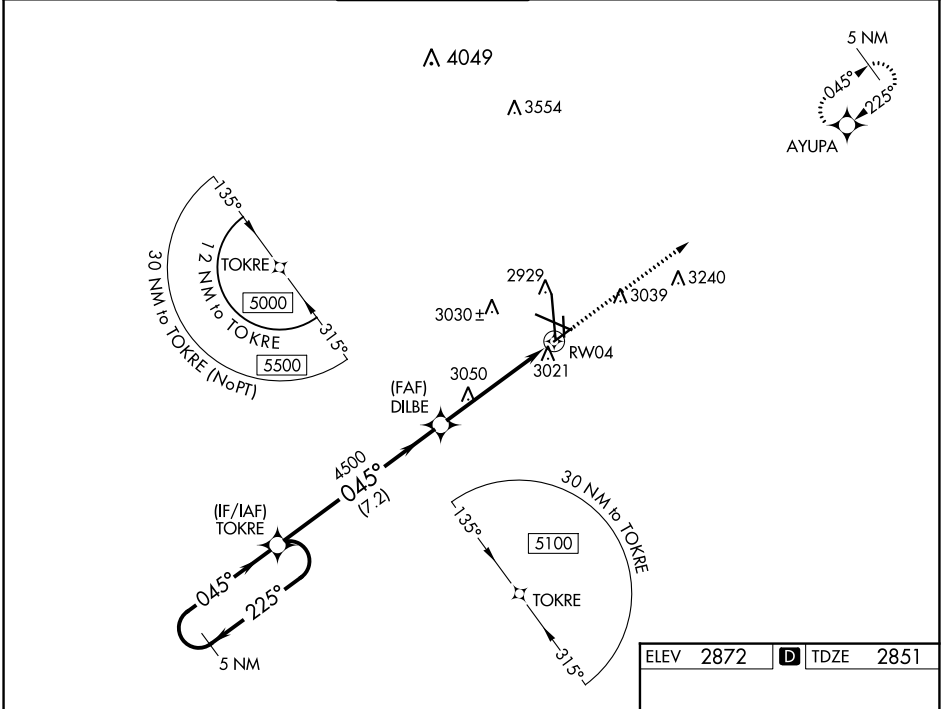 5 NM
4049
045°
225°
3554
AYUPA
135°
TOKRE
12 NM to TOKRE
5000
30 NM to TOKRE (NoPT)
5500
315°
2929
3240
3039
3030±
RW04
3021
3050
(FAF)
DILBE
4500
045°
(7.2)
(IF/IAF)
TOKRE
30 NM to TOKRE
135°
5100
TOKRE
315°
045°
225°
5 NM
ELEV 2872 D TDZE 2851